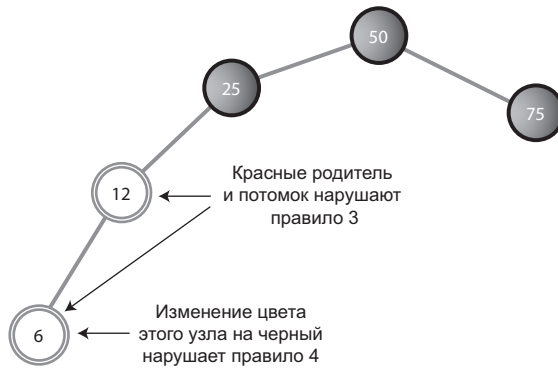 50
25
75
12
Красные родитель
и потомок нарушают
правило 3
6
Изменение цвета
этого узла на черный
нарушает правило 4